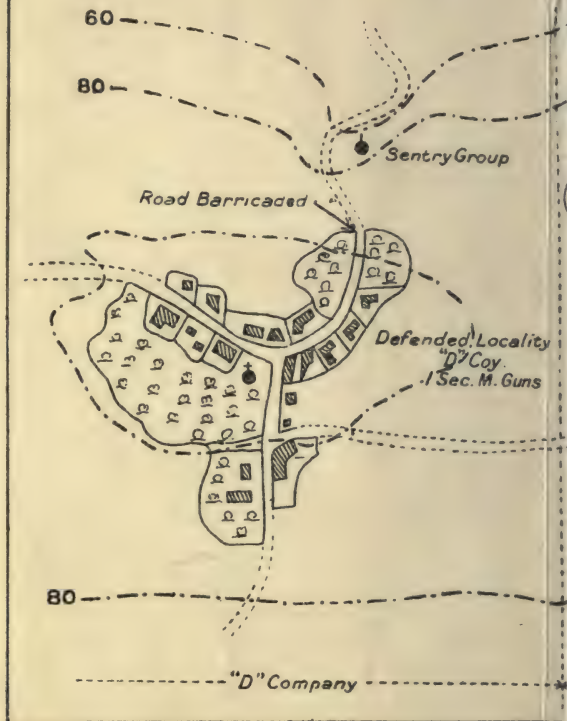 60
80
Sentry Group
Road Barricaded
Defended Locality
"D" Coy.
1 Sec. M. Guns
80
"D" Company